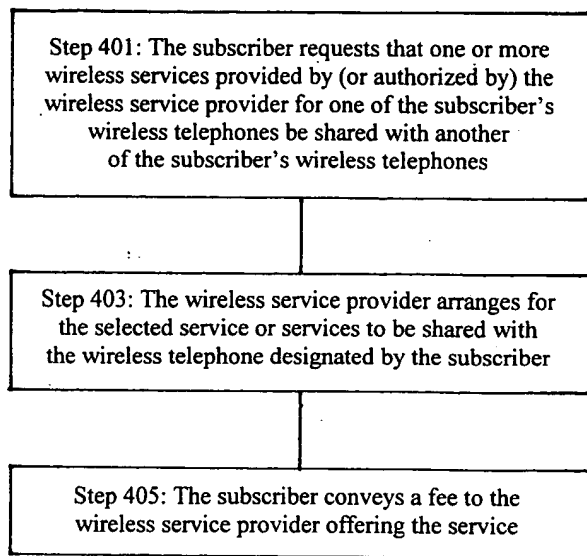 Step 401: The subscriber requests that one or more
wireless services provided by (or authorized by) the
wireless service provider for one of the subscriber's
wireless telephones be shared with another
of the subscriber's wireless telephones
Step 403: The wireless service provider arranges for
the selected service or services to be shared with
the wireless telephone designated by the subscriber
Step 405: The subscriber conveys a fee to the
wireless service provider offering the service